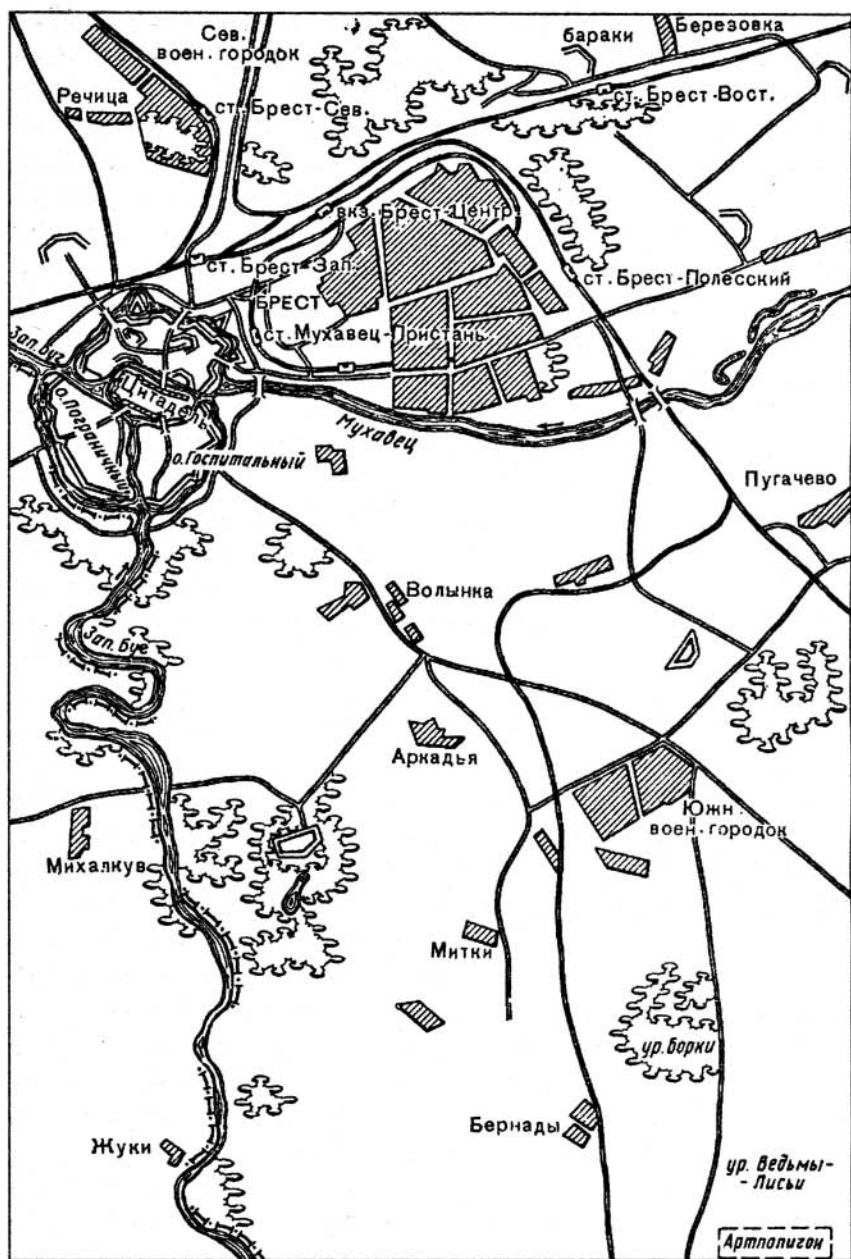 Сев.
воен. городок
бараки
Березовка
Речица
ст. Брест-Сев.
ст. Брест-Вост.
вкз. Брест-Центр.
ст. Брест-Зап.
ст. Брест-Полесский
БРЕСТ
ст. Мухавец-Пристань
Зап. Буг
Цитадель
о. Пограничный
Мухавец
о. Госпитальный
Пугачево
Волынка
Зап. Буг
Аркадья
Южн.
воен. городок
Михалкув
Митки
ур. Борки
Бернады
Жуки
ур. Ведьмы-
-Лисьи
Артполигон